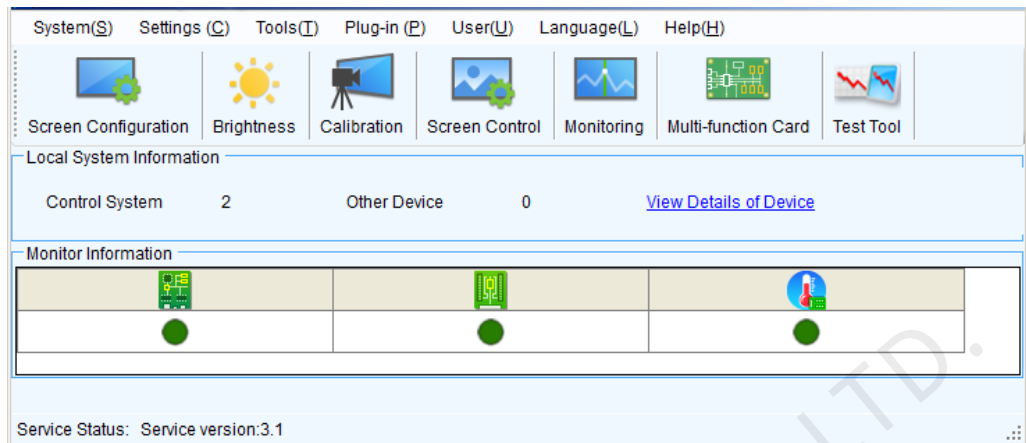 System(S) Settings (C) Tools(T) Plug-in (P) User(U) Language(L) Help(H)
Screen Configuration Brightness Calibration Screen Control Monitoring Multi-function Card Test Tool
Local System Information
Control System 2 Other Device 0 View Details of Device
Monitor Information
LTD.
Service Status: Service version:3.1